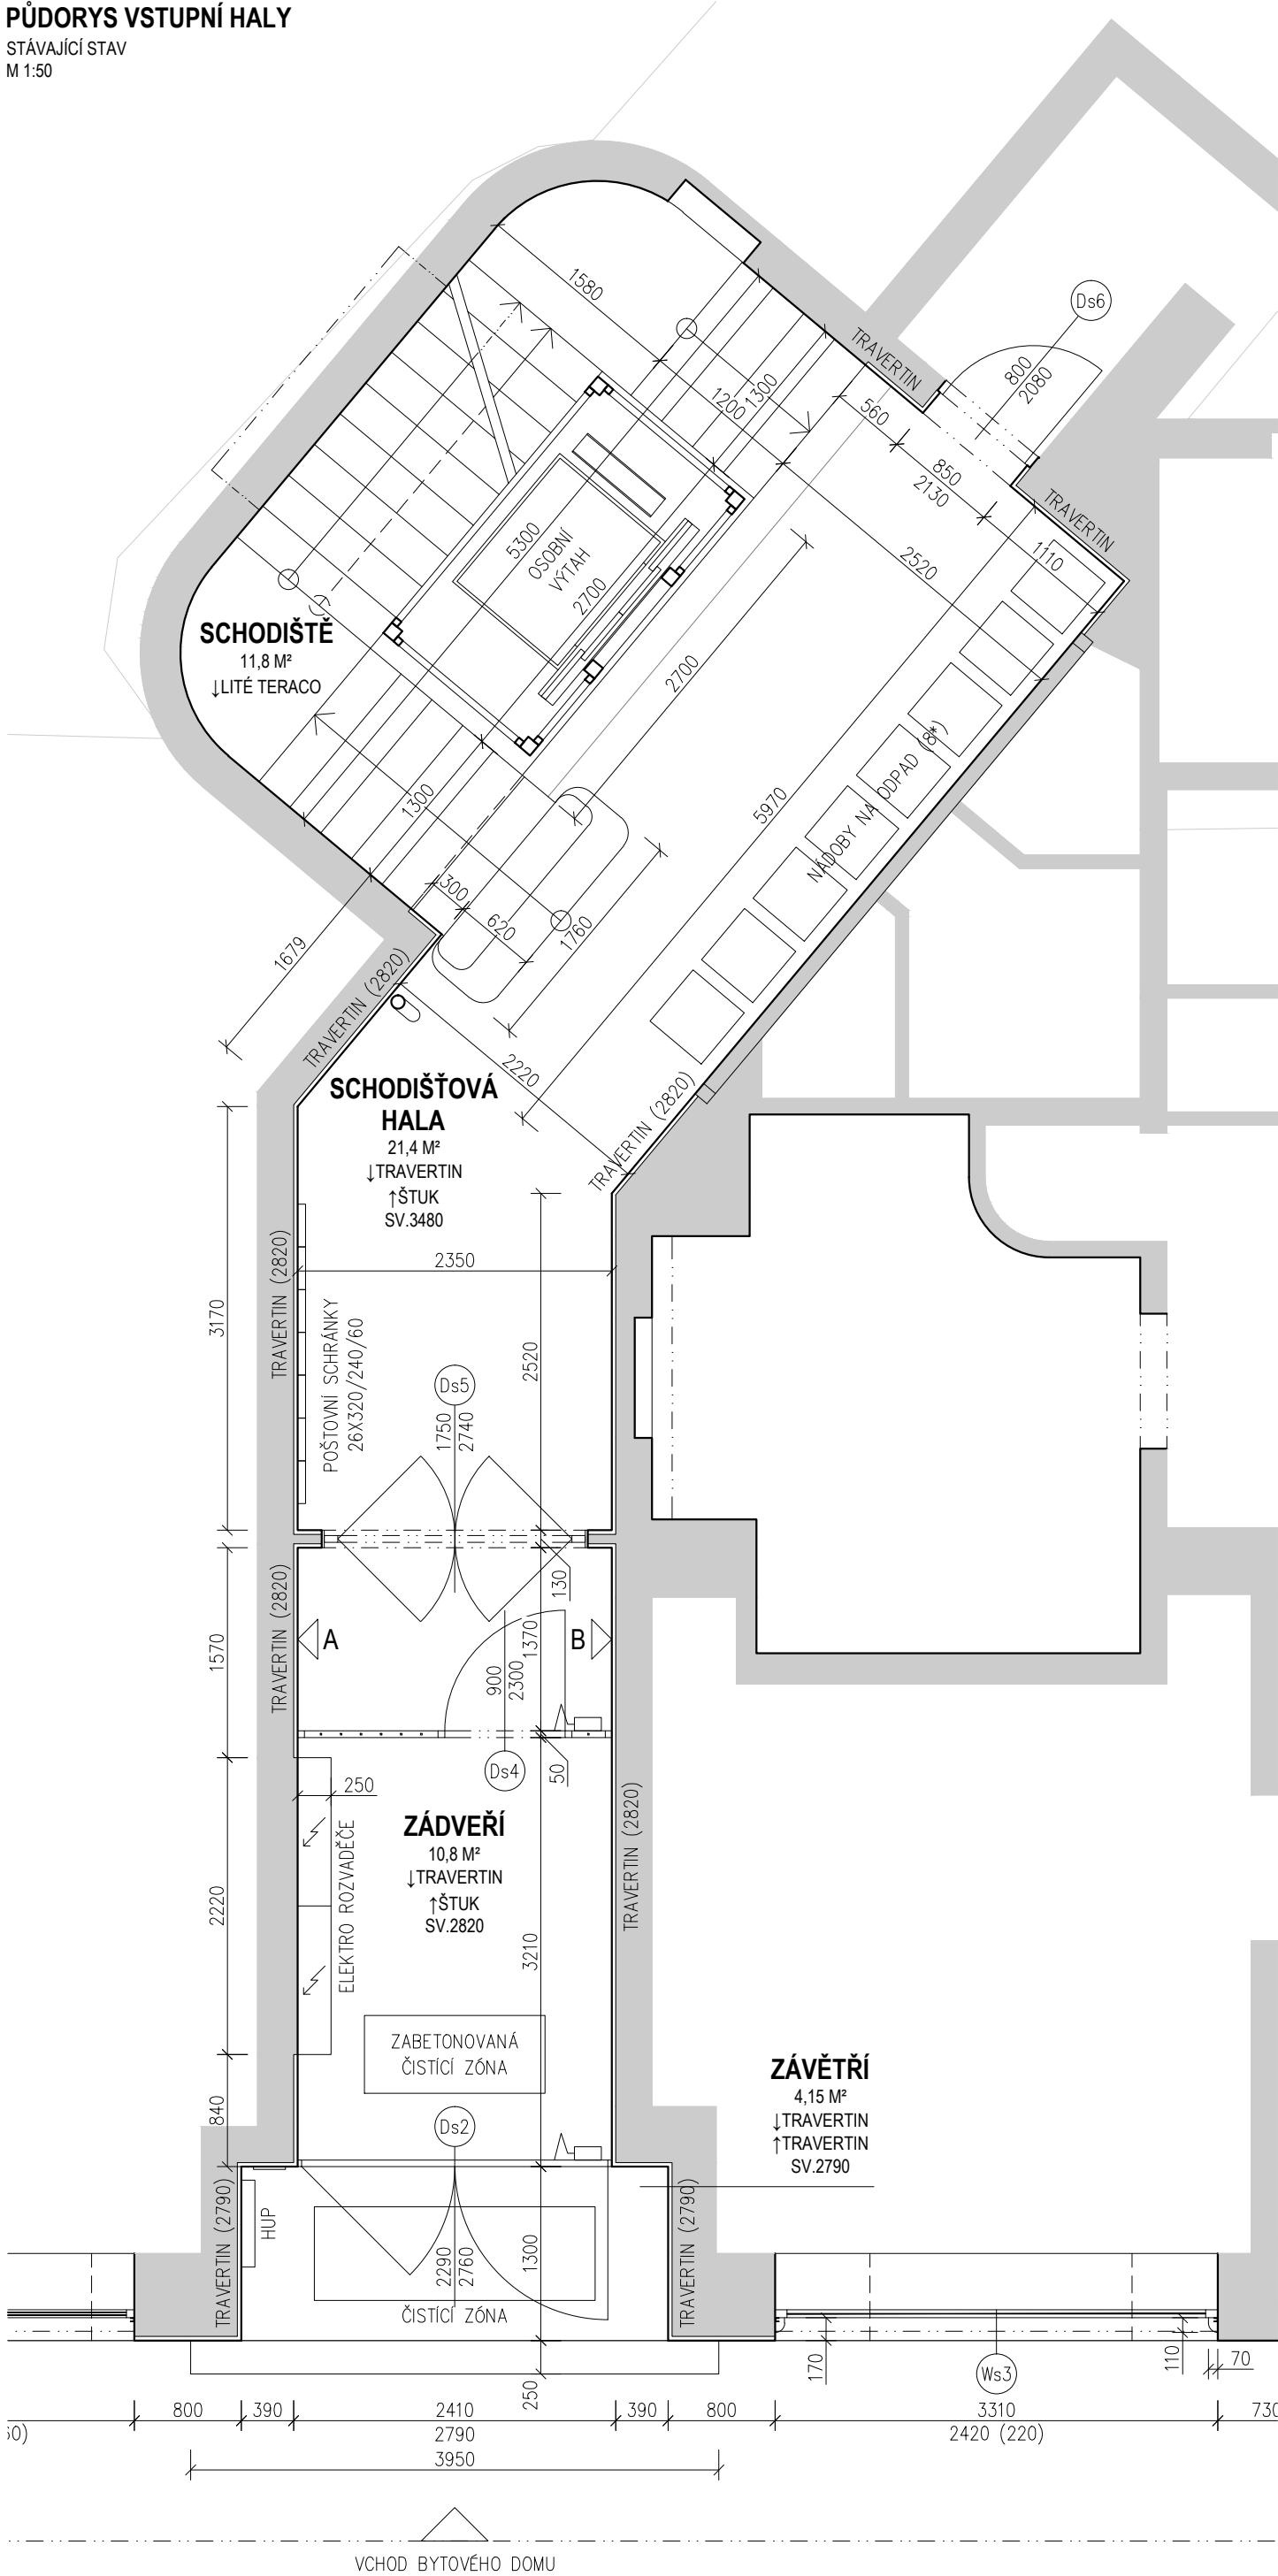 PŮDORYS VSTUPNÍ HALY
STÁVAJÍCÍ STAV
M 1:50
1580
Ds6
TRAVERTIN
800
2080
1200
1300
560
850
2130
TRAVERTIN
1110
2520
5300
OSOBNÍ
VÝTAH
2700
2700
SCHODIŠTĚ
11,8 M²
↓LITÉ TERACO
1300
5970
NÁDOBY NA ODPAD (8*)
300
620
1760
1679
TRAVERTIN (2820)
2220
SCHODIŠŤOVÁ
HALA
21,4 M²
↓TRAVERTIN
↑ŠTUK
SV.3480
TRAVERTIN (2820)
2350
3170
TRAVERTIN (2820)
POŠTOVNÍ SCHRÁNKY
26X320/240/60
2520
Ds5
1750
2740
130
1570
TRAVERTIN (2820)
A
B
1370
900
2300
Ds4
50
250
ZÁDVEŘÍ
10,8 M²
↓TRAVERTIN
↑ŠTUK
SV.2820
ELEKTRO ROZVADĚČE
TRAVERTIN (2820)
2220
3210
ZABETONOVANÁ
ČISTÍCÍ ZÓNA
ZÁVĚTŘÍ
4,15 M²
↓TRAVERTIN
↑TRAVERTIN
SV.2790
840
Ds2
TRAVERTIN (2790)
HUP
2290
2760
1300
TRAVERTIN (2790)
ČISTÍCÍ ZÓNA
170
Ws3
110
70
250
800
390
2410
2790
390
800
3310
2420 (220)
730
50)
3950
VCHOD BYTOVÉHO DOMU